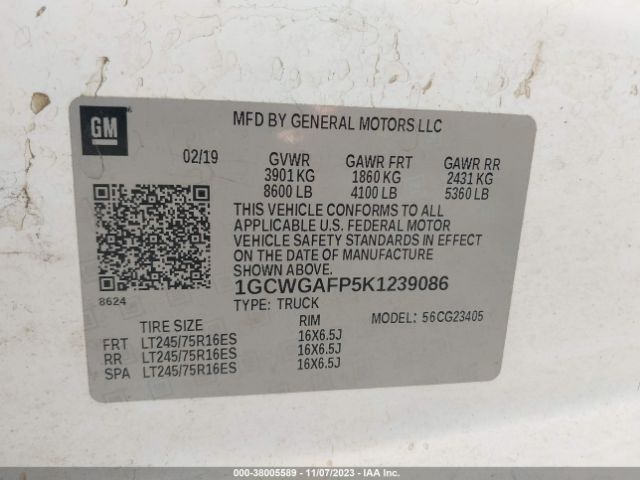 GM
MFD BY GENERAL MOTORS LLC
02/19 GVWR GAWR FRT GAWR RR
3901 KG 1860 KG 2431 KG
8600 LB 4100 LB 5360 LB
THIS VEHICLE CONFORMS TO ALL
APPLICABLE U.S. FEDERAL MOTOR
VEHICLE SAFETY STANDARDS IN EFFECT
ON THE DATE OF MANUFACTURE
SHOWN ABOVE.
8624
1GCWGAFP5K1239086
TYPE: TRUCK
TIRE SIZE RIM MODEL: 56CG23405
FRT LT245/75R16ES 16X6.5J
RR LT245/75R16ES 16X6.5J
SPA LT245/75R16ES 16X6.5J
000-38005589 - 11/07/2023 - IAA Inc.